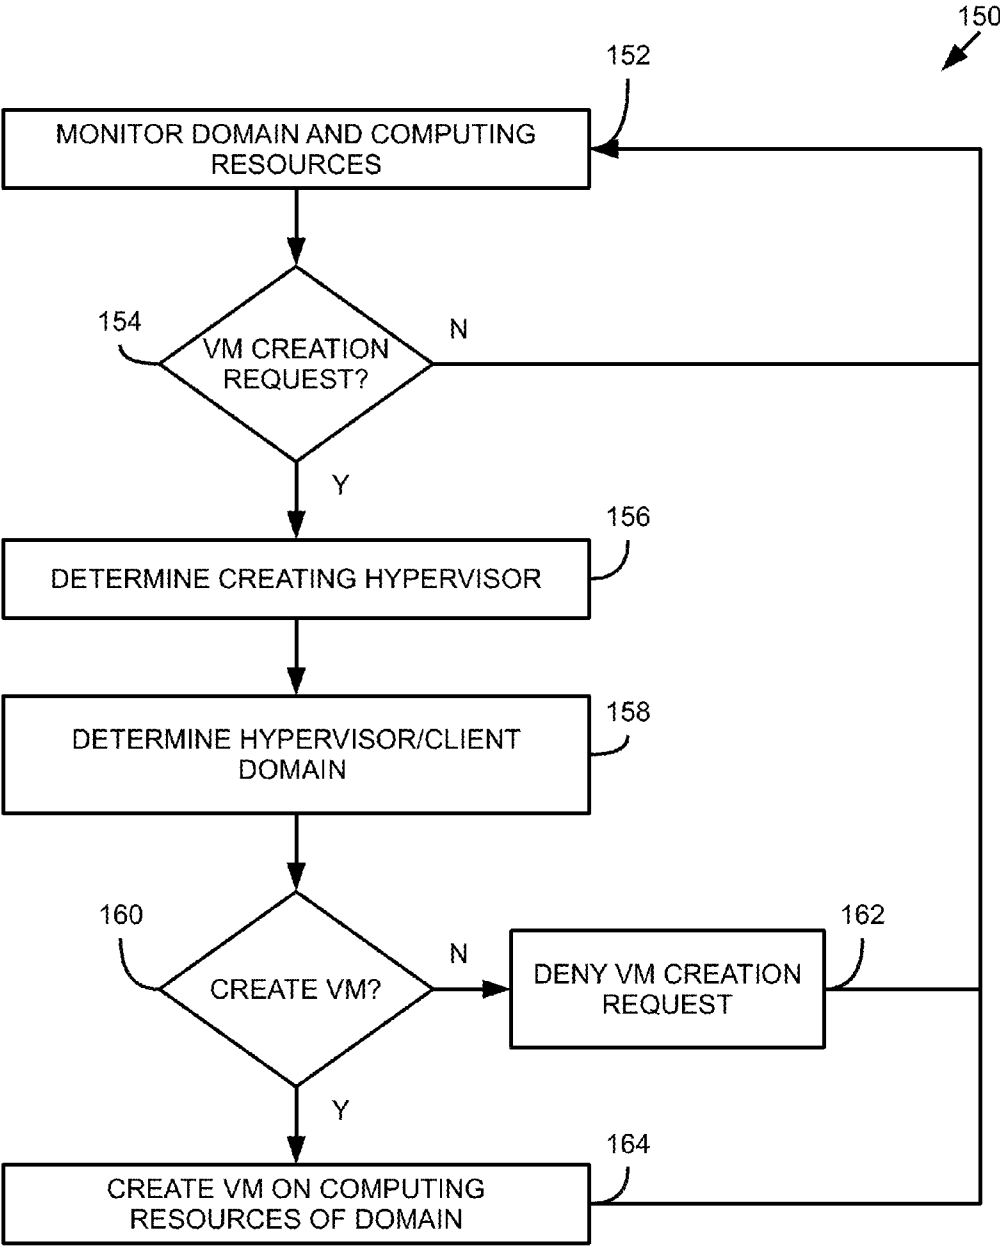 150
152
MONITOR DOMAIN AND COMPUTING
RESOURCES
154
VM CREATION
REQUEST?
N
Y
156
DETERMINE CREATING HYPERVISOR
158
DETERMINE HYPERVISOR/CLIENT
DOMAIN
160
CREATE VM?
N
162
DENY VM CREATION
REQUEST
Y
164
CREATE VM ON COMPUTING
RESOURCES OF DOMAIN